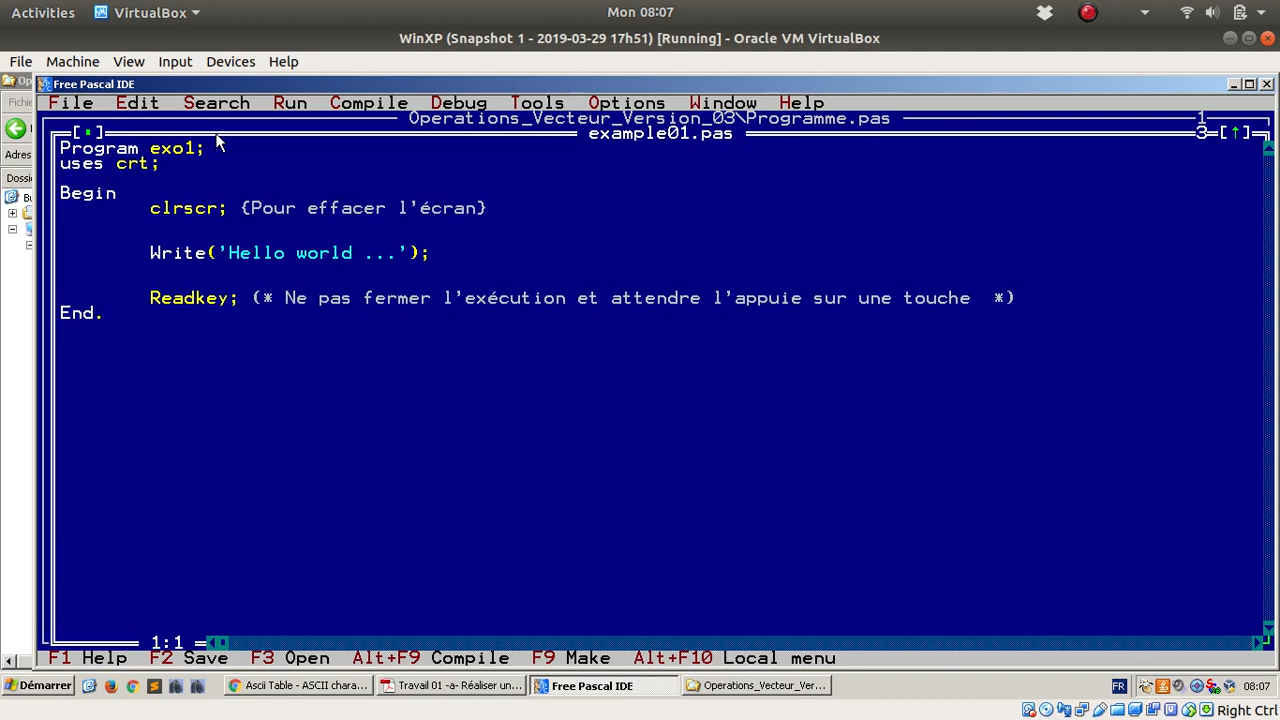 Activities VirtualBox Mon 08:07
WinXP (Snapshot 1 - 2019-03-29 17h51) [Running] - Oracle VM VirtualBox
File Machine View Input Devices Help
Free Pascal IDE
File Edit Search Run Compile Debug Tools Options Window Help
Operations_Vecteur_Version_03\Programme.pas 1
example01.pas 3
Program exo1;
uses crt;
Begin
clrscr; {Pour effacer l'écran}
Write('Hello world ...');
Readkey; (* Ne pas fermer l'exécution et attendre l'appuie sur une touche *)
End.
1:1
F1 Help F2 Save F3 Open Alt+F9 Compile F9 Make Alt+F10 Local menu
Démarrer Ascii Table - ASCII chara... Travail 01 -a- Réaliser un... Free Pascal IDE Operations_Vecteur_Ver... FR 08:07
Right Ctrl